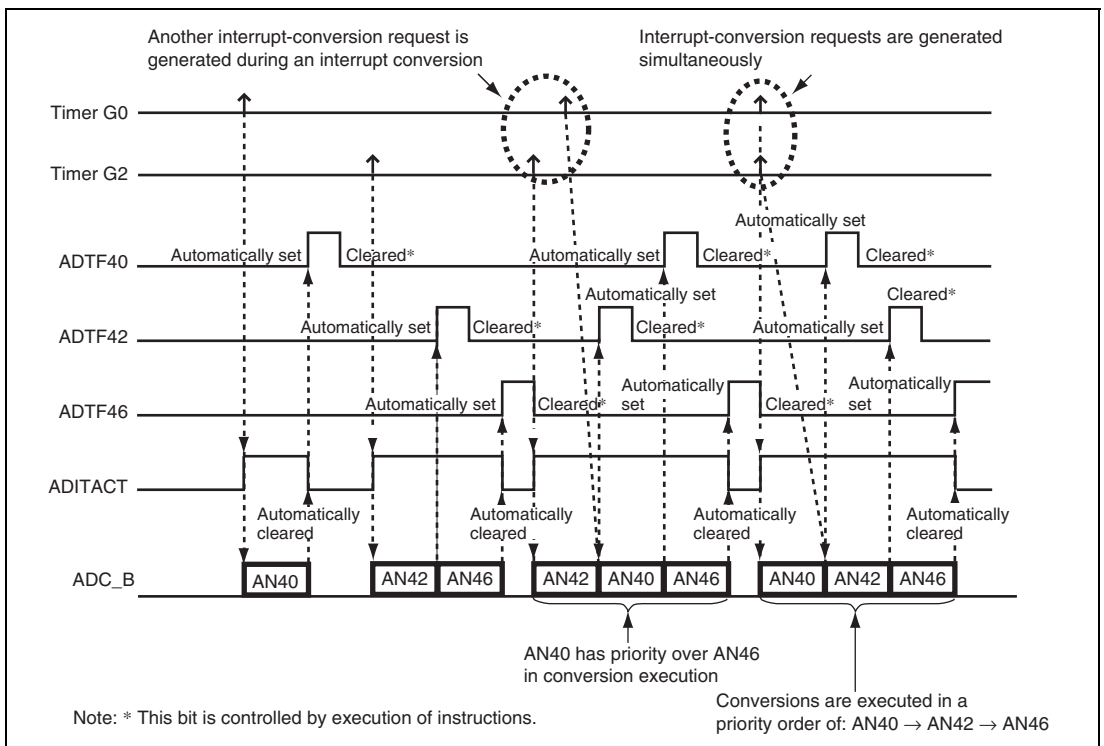 Another interrupt-conversion request is
generated during an interrupt conversion
Interrupt-conversion requests are generated
simultaneously
Timer G0
Timer G2
Automatically set
ADTF40
Automatically set
Cleared*
Automatically set
Cleared*
Cleared*
Automatically set
Cleared*
ADTF42
Automatically set
Cleared*
Cleared*
Automatically set
ADTF46
Automatically set
Cleared*
Automatically
set
Cleared*
Automatically
set
ADITACT
Automatically
cleared
Automatically
cleared
Automatically
cleared
Automatically
cleared
ADC_B
AN40
AN42
AN46
AN42
AN40
AN46
AN40
AN42
AN46
AN40 has priority over AN46
in conversion execution
Conversions are executed in a
priority order of: AN40 → AN42 → AN46
Note: * This bit is controlled by execution of instructions.